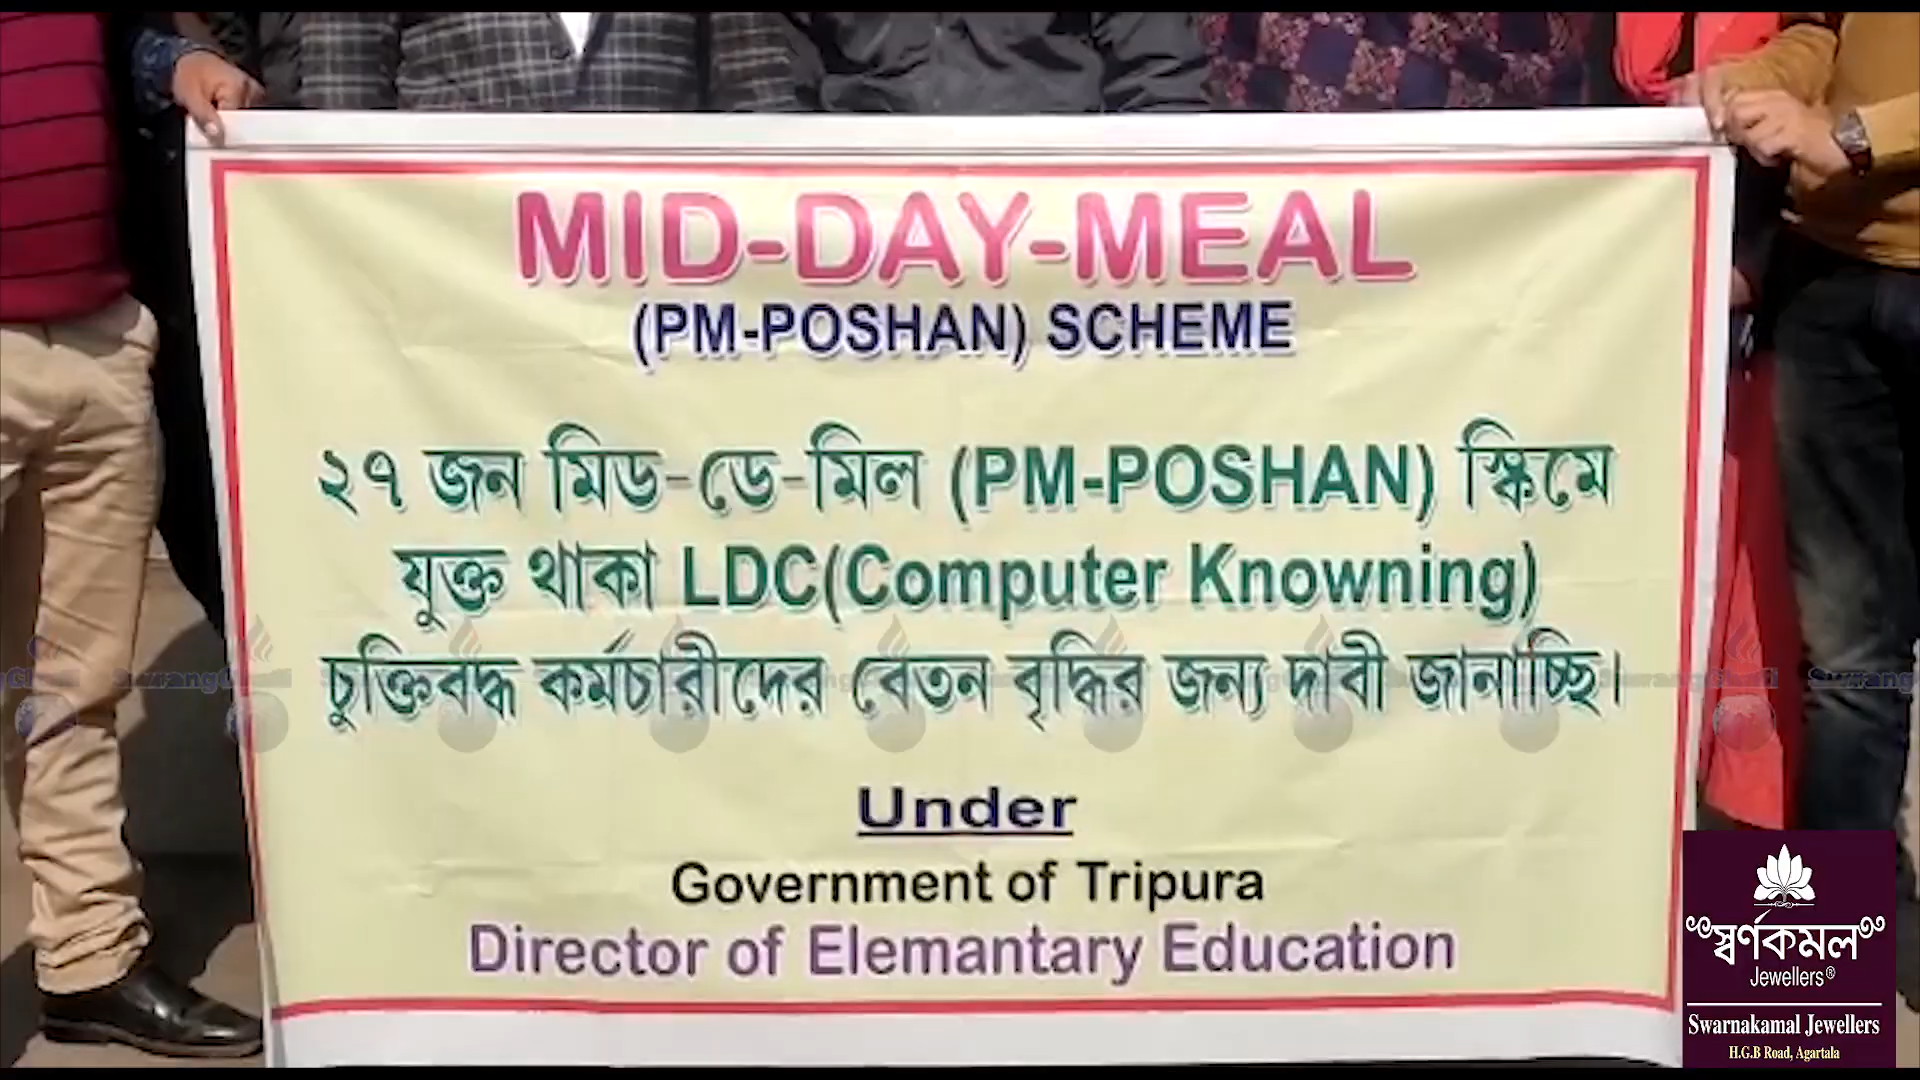 MID-DAY-MEAL
(PM-POSHAN) SCHEME
২৭ জন মিড-ডে-মিল (PM-POSHAN) স্কিমে
যুক্ত থাকা LDC(Computer Knowning)
চুক্তিবদ্ধ কর্মচারীদের বেতন বৃদ্ধির জন্য দাবী জানাচ্ছি।
Under
Government of Tripura
Director of Elemantary Education
স্বর্ণকমল
Jewellers®
Swarnakamal Jewellers
H.G.B Road, Agartala